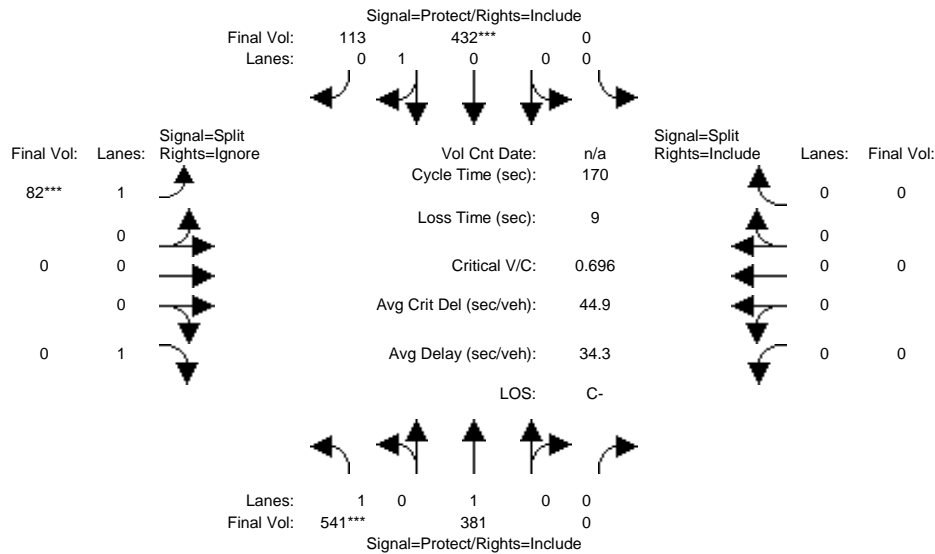 Signal=Protect/Rights=Include
Final Vol: 113 432*** 0
Lanes: 0 1 0 0 0
Signal=Split Signal=Split
Final Vol: Lanes: Rights=Ignore Vol Cnt Date: n/a Rights=Include Lanes: Final Vol:
Cycle Time (sec): 170
82*** 1 0 0
Loss Time (sec): 9
0 0
0 0 Critical V/C: 0.696 0 0
0 Avg Crit Del (sec/veh): 44.9 0
0 1 Avg Delay (sec/veh): 34.3 0 0
LOS: C-
Lanes: 1 0 1 0 0
Final Vol: 541*** 381 0
Signal=Protect/Rights=Include